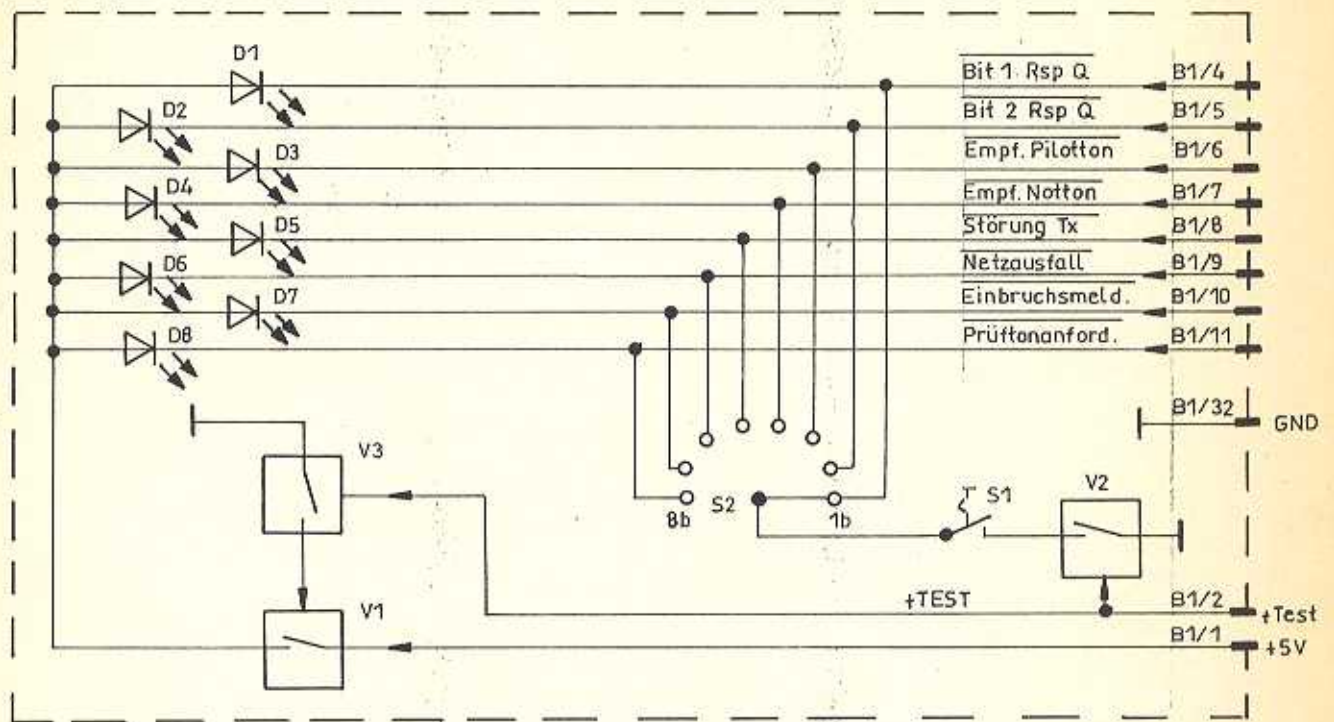 D1
Bit 1 Rsp Q B1/4
D2
Bit 2 Rsp Q B1/5
D3
Empf. Pilotton B1/6
D4
Empf. Notton B1/7
D5
Störung Tx B1/8
D6
Netzausfall B1/9
D7
Einbruchsmeld. B1/10
D8
Prüftonanford. B1/11
B1/32
GND
V3
8b
S2
1b
S1
V2
+TEST
B1/2
+Test
V1
B1/1
+5V